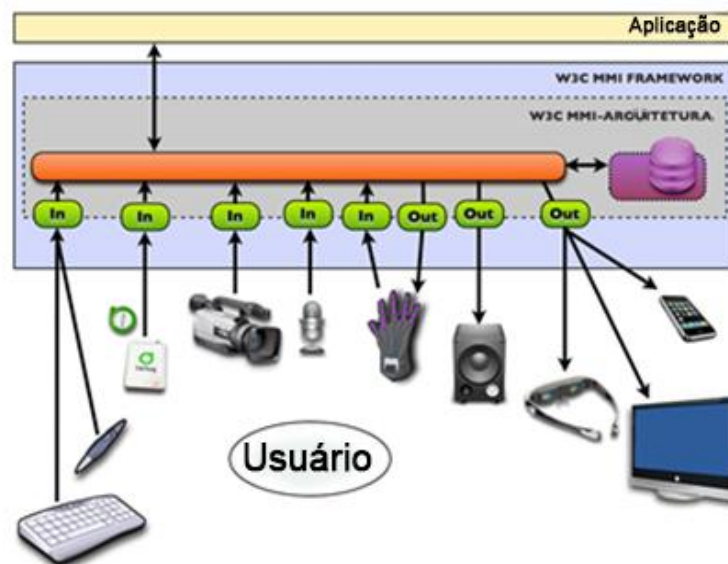 Aplicação
W3C MMI FRAMEWORK
W3C MMI-ARQUITETURA
In
In
In
In
In
Out
Out
Out
Usuário